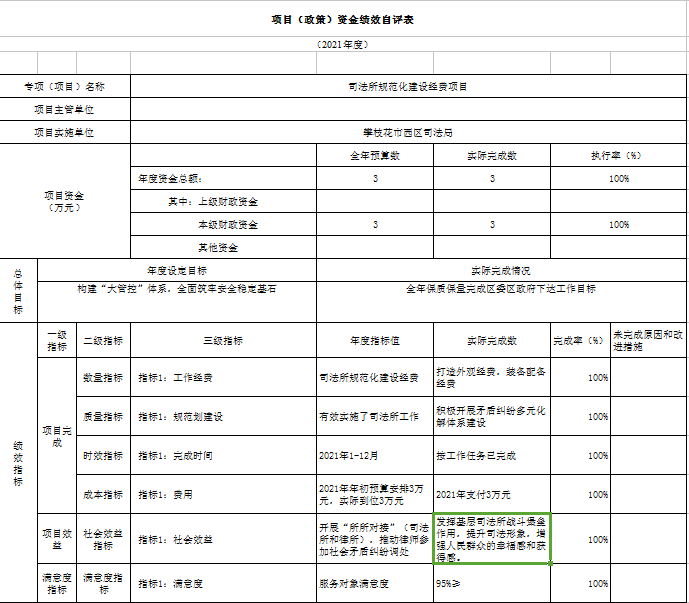 项目（政策）资金绩效自评表
（2021年度）
专项（项目）名称 司法所规范化建设经费项目
项目主管单位
项目实施单位 攀枝花市西区司法局
项目资金
（万元）
全年预算数 实际完成数 执行率（%）
年度资金总额： 3 3 100%
其中：上级财政资金
本级财政资金 3 3 100%
其他资金
总体目标
年度设定目标 实际完成情况
构建“大管控”体系，全面筑牢安全稳定基石 全年保质保量完成区委区政府下达工作目标
绩效指标
一级指标 二级指标 三级指标 年度指标值 实际完成数 完成率（%） 未完成原因和改进措施
项目完成
数量指标 指标1：工作经费 司法所规范化建设经费 打造外观经费，装备配备经费 100%
质量指标 指标1：规范划建设 有效实施了司法所工作 积极开展矛盾纠纷多元化解体系建设 100%
时效指标 指标1：完成时间 2021年1-12月 按工作任务已完成 100%
成本指标 指标1：费用 2021年年初预算安排3万元，实际到位3万元 2021年支付3万元 100%
项目效益 社会效益指标 指标1：社会效益 开展“所所对接”（司法所和律所），推动律师参加社会矛盾纠纷调处 发挥基层司法所战斗堡垒作用，提升司法形象，增强人民群众的幸福感和获得感。 100%
满意度指标 满意度指标 指标1：满意度 服务对象满意度 95%≥ 100%